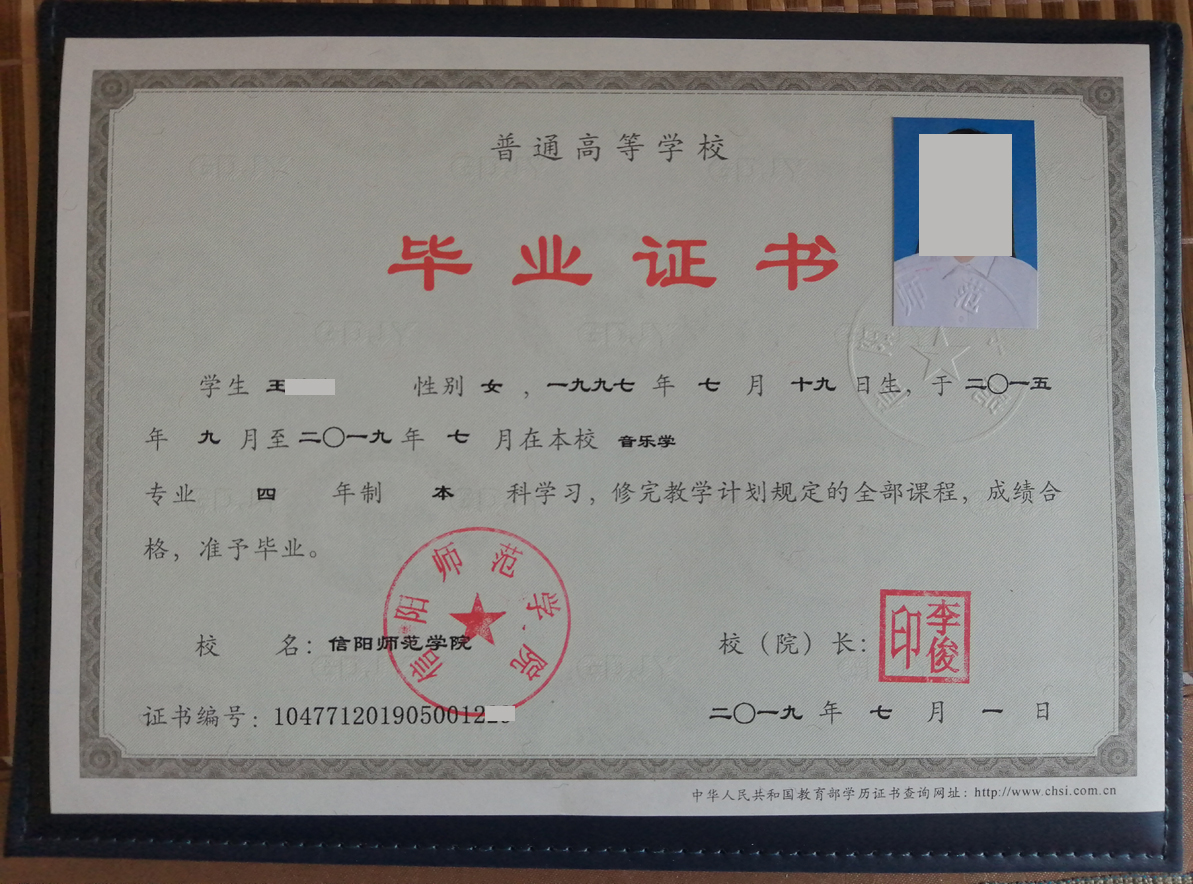 普通高等学校
毕业证书
学生 王 性别 女 ，一九九七 年 七 月 十九 日生，于 二〇一五
年 九 月至 二〇一九 年 七 月在本校 音乐学
专业 四 年制 本 科学习，修完教学计划规定的全部课程，成绩合
格，准予毕业。
校 名：信阳师范学院
信阳师范学院
校（院）长：
李俊印
证书编号：1047712019050012
二〇一九 年 七 月 一 日
中华人民共和国教育部学历证书查询网址：http://www.chsi.com.cn